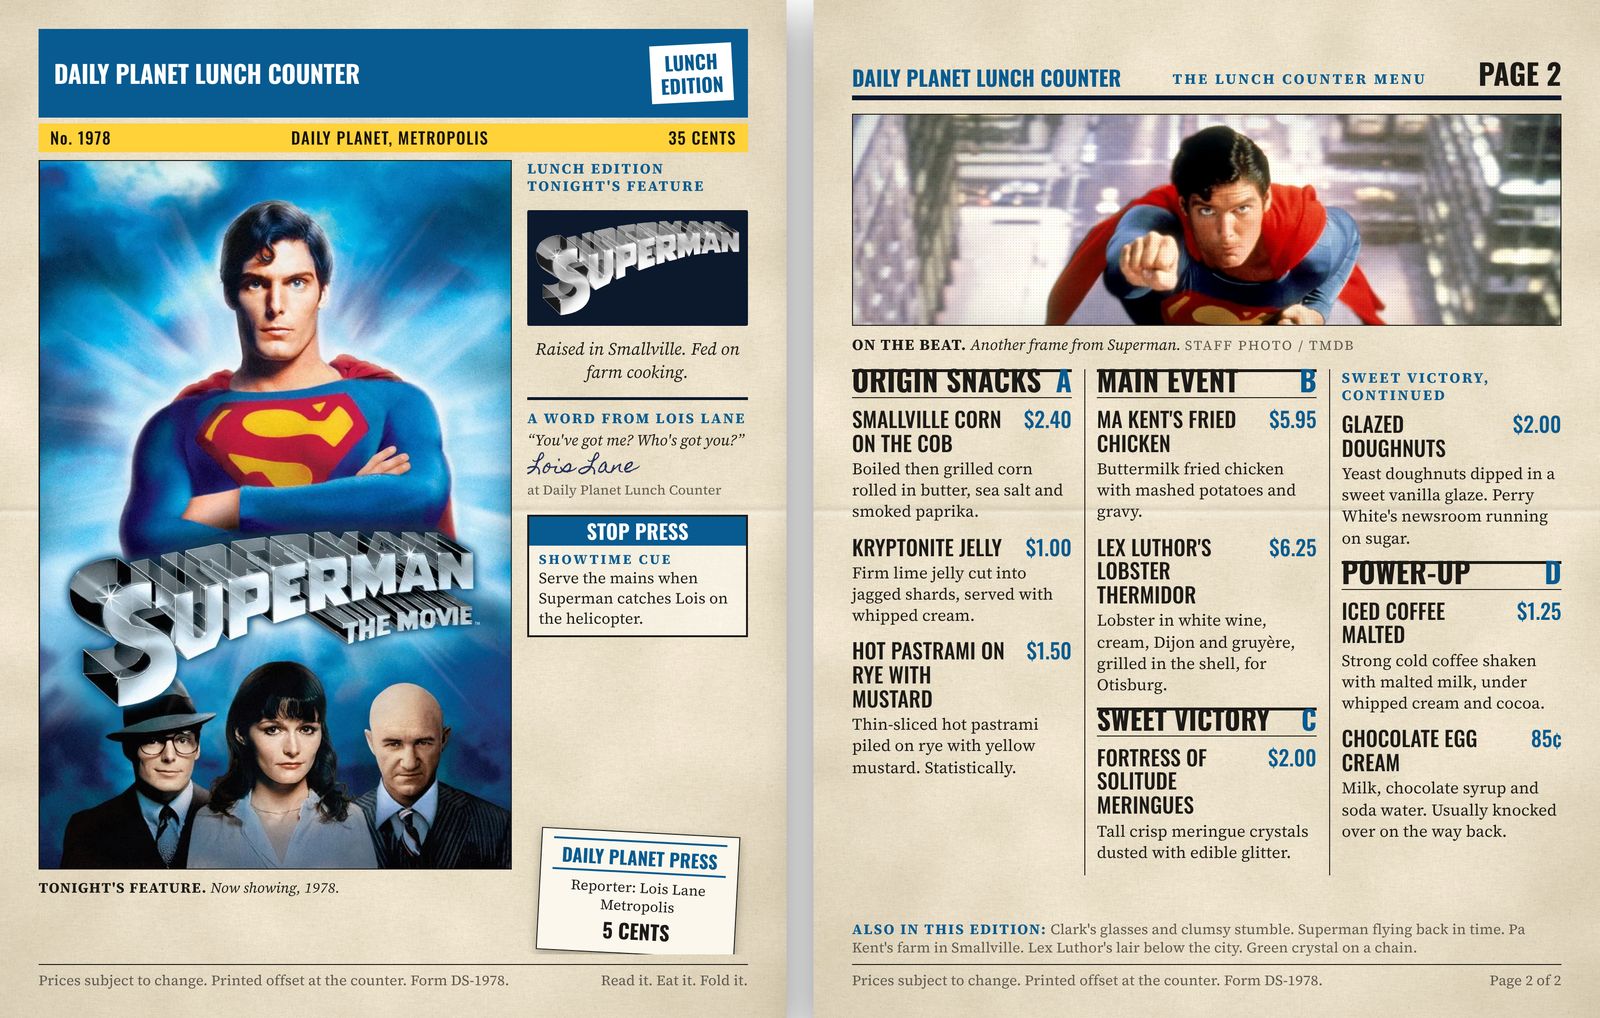 DAILY PLANET LUNCH COUNTER
LUNCH
EDITION
No. 1978
DAILY PLANET, METROPOLIS
35 CENTS
SUPERMAN
THE MOVIE
TONIGHT'S FEATURE. Now showing, 1978.
LUNCH EDITION
TONIGHT'S FEATURE
SUPERMAN
Raised in Smallville. Fed on
farm cooking.
A WORD FROM LOIS LANE
“You've got me? Who's got you?”
Lois Lane
at Daily Planet Lunch Counter
STOP PRESS
SHOWTIME CUE
Serve the mains when
Superman catches Lois on
the helicopter.
DAILY PLANET PRESS
Reporter: Lois Lane
Metropolis
5 CENTS
Prices subject to change. Printed offset at the counter. Form DS-1978.
Read it. Eat it. Fold it.
DAILY PLANET LUNCH COUNTER
THE LUNCH COUNTER MENU
PAGE 2
ON THE BEAT. Another frame from Superman. STAFF PHOTO / TMDB
ORIGIN SNACKS A
SMALLVILLE CORN $2.40
ON THE COB
Boiled then grilled corn
rolled in butter, sea salt and
smoked paprika.
KRYPTONITE JELLY $1.00
Firm lime jelly cut into
jagged shards, served with
whipped cream.
HOT PASTRAMI ON $1.50
RYE WITH
MUSTARD
Thin-sliced hot pastrami
piled on rye with yellow
mustard. Statistically.
MAIN EVENT B
MA KENT'S FRIED $5.95
CHICKEN
Buttermilk fried chicken
with mashed potatoes and
gravy.
LEX LUTHOR'S $6.25
LOBSTER
THERMIDOR
Lobster in white wine,
cream, Dijon and gruyère,
grilled in the shell, for
Otisburg.
SWEET VICTORY C
FORTRESS OF $2.00
SOLITUDE
MERINGUES
Tall crisp meringue crystals
dusted with edible glitter.
SWEET VICTORY,
CONTINUED
GLAZED $2.00
DOUGHNUTS
Yeast doughnuts dipped in a
sweet vanilla glaze. Perry
White's newsroom running
on sugar.
POWER-UP D
ICED COFFEE $1.25
MALTED
Strong cold coffee shaken
with malted milk, under
whipped cream and cocoa.
CHOCOLATE EGG 85¢
CREAM
Milk, chocolate syrup and
soda water. Usually knocked
over on the way back.
ALSO IN THIS EDITION: Clark's glasses and clumsy stumble. Superman flying back in time. Pa
Kent's farm in Smallville. Lex Luthor's lair below the city. Green crystal on a chain.
Prices subject to change. Printed offset at the counter. Form DS-1978.
Page 2 of 2